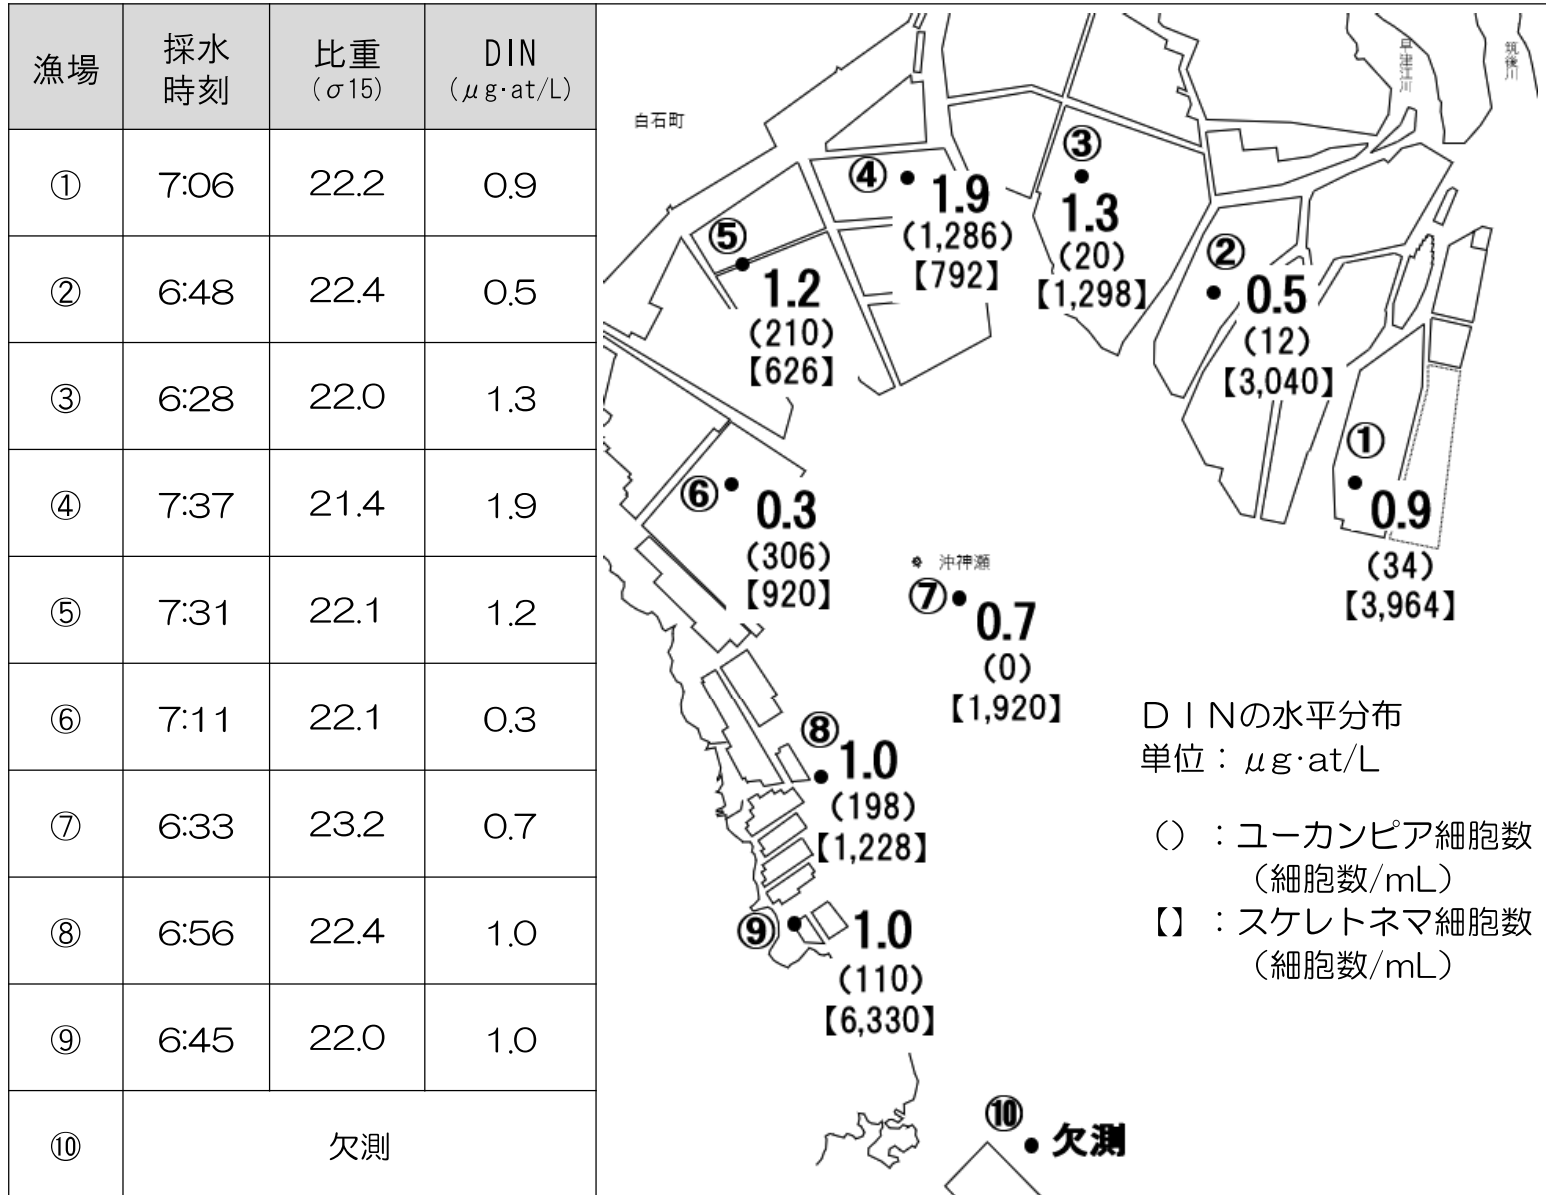 漁場 採水時刻 比重(σ15) DIN(μg·at/L)
① 7:06 22.2 0.9
② 6:48 22.4 0.5
③ 6:28 22.0 1.3
④ 7:37 21.4 1.9
⑤ 7:31 22.1 1.2
⑥ 7:11 22.1 0.3
⑦ 6:33 23.2 0.7
⑧ 6:56 22.4 1.0
⑨ 6:45 22.0 1.0
⑩ 欠測
白石町
早津江川
筑後川
③
1.3
(20)
【1,298】
④
1.9
(1,286)
【792】
⑤
1.2
(210)
【626】
②
0.5
(12)
【3,040】
①
0.9
(34)
【3,964】
⑥
0.3
(306)
【920】
沖神瀬
⑦
0.7
(0)
【1,920】
⑧
1.0
(198)
【1,228】
⑨
1.0
(110)
【6,330】
⑩
欠測
DINの水平分布
単位：μg·at/L
()：ユーカンピア細胞数
（細胞数/mL）
【】：スケレトネマ細胞数
（細胞数/mL）